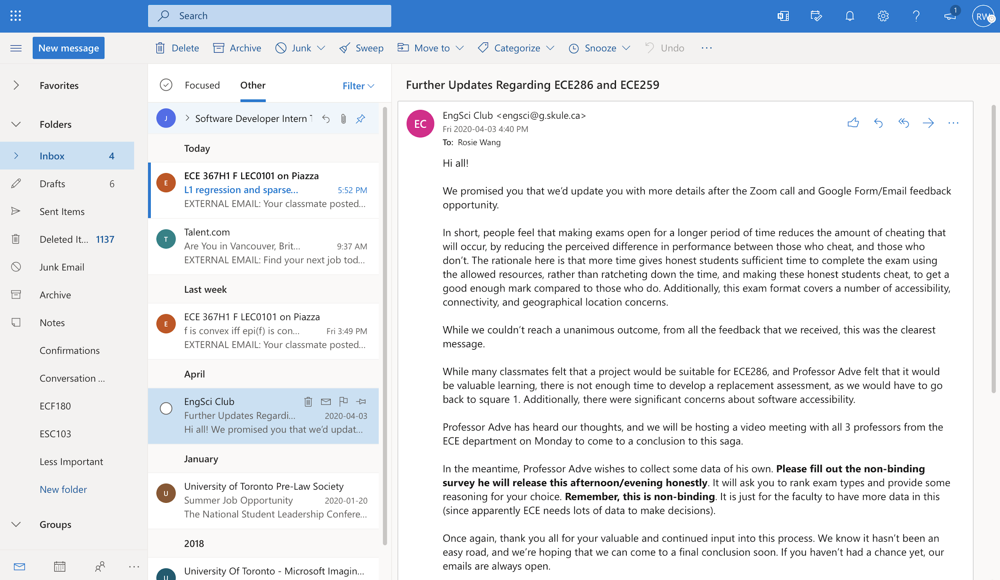 Search
1
RW
New message
Delete
Archive
Junk
Sweep
Move to
Categorize
Snooze
Undo
Favorites
Folders
Inbox 4
Drafts 6
Sent Items
Deleted It... 1137
Junk Email
Archive
Notes
Confirmations
Conversation ...
ECF180
ESC103
Less Important
New folder
Groups
Focused
Other
Filter
J
Software Developer Intern
Today
E
ECE 367H1 F LEC0101 on Piazza
L1 regression and sparse... 5:52 PM
EXTERNAL EMAIL: Your classmate posted...
T
Talent.com
Are You in Vancouver, Brit... 9:37 AM
EXTERNAL EMAIL: Find your next job tod...
Last week
E
ECE 367H1 F LEC0101 on Piazza
f is convex iff epi(f) is con... Fri 3:49 PM
EXTERNAL EMAIL: Your classmate posted...
April
EngSci Club
Further Updates Regardi... 2020-04-03
Hi all! We promised you that we’d updat...
January
U
University of Toronto Pre-Law Society
Summer Job Opportunity 2020-01-20
The National Student Leadership Confere...
2018
U
University Of Toronto - Microsoft Imagin...
Further Updates Regarding ECE286 and ECE259
EC
EngSci Club <engsci@g.skule.ca>
Fri 2020-04-03 4:40 PM
To: Rosie Wang
Hi all!
We promised you that we’d update you with more details after the Zoom call and Google Form/Email feedback
opportunity.
In short, people feel that making exams open for a longer period of time reduces the amount of cheating that
will occur, by reducing the perceived difference in performance between those who cheat, and those who
don’t. The rationale here is that more time gives honest students sufficient time to complete the exam using
the allowed resources, rather than ratcheting down the time, and making these honest students cheat, to get a
good enough mark compared to those who do. Additionally, this exam format covers a number of accessibility,
connectivity, and geographical location concerns.
While we couldn’t reach a unanimous outcome, from all the feedback that we received, this was the clearest
message.
While many classmates felt that a project would be suitable for ECE286, and Professor Adve felt that it would
be valuable learning, there is not enough time to develop a replacement assessment, as we would have to go
back to square 1. Additionally, there were significant concerns about software accessibility.
Professor Adve has heard our thoughts, and we will be hosting a video meeting with all 3 professors from the
ECE department on Monday to come to a conclusion to this saga.
In the meantime, Professor Adve wishes to collect some data of his own. Please fill out the non-binding
survey he will release this afternoon/evening honestly. It will ask you to rank exam types and provide some
reasoning for your choice. Remember, this is non-binding. It is just for the faculty to have more data in this
(since apparently ECE needs lots of data to make decisions).
Once again, thank you all for your valuable and continued input into this process. We know it hasn’t been an
easy road, and we’re hoping that we can come to a final conclusion soon. If you haven’t had a chance yet, our
emails are always open.